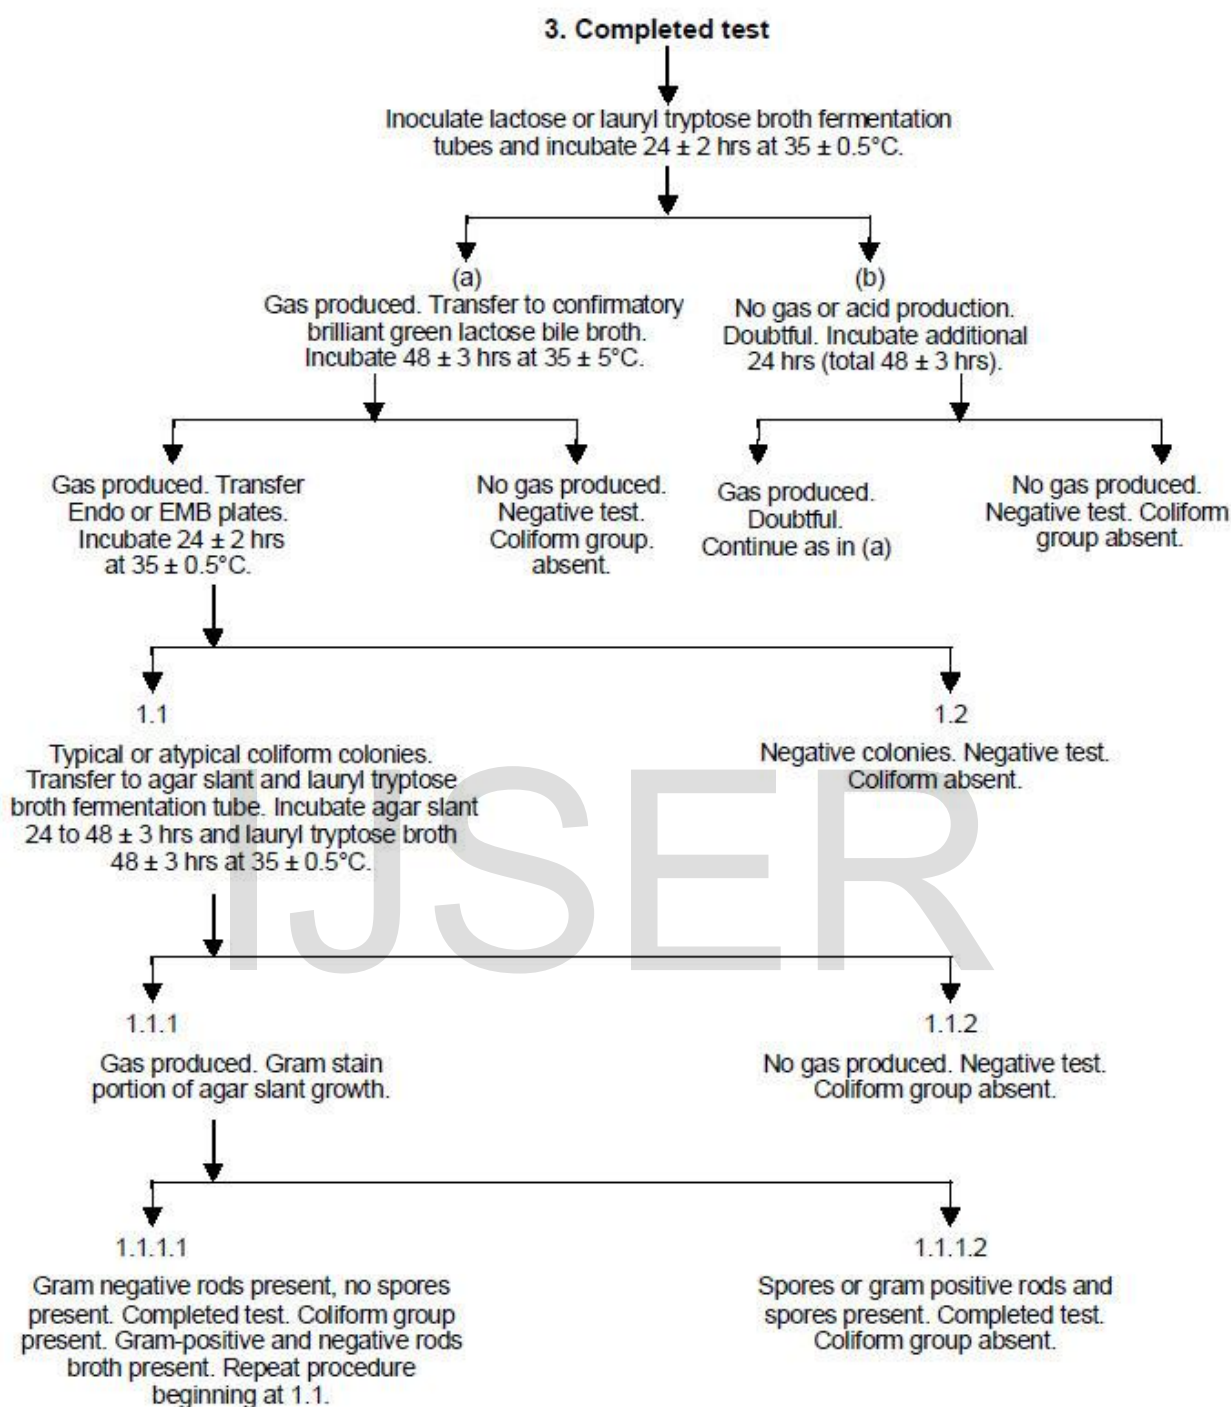 3. Completed test
Inoculate lactose or lauryl tryptose broth fermentation
tubes and incubate 24 ± 2 hrs at 35 ± 0.5°C.
(a)
Gas produced. Transfer to confirmatory
brilliant green lactose bile broth.
Incubate 48 ± 3 hrs at 35 ± 5°C.
(b)
No gas or acid production.
Doubtful. Incubate additional
24 hrs (total 48 ± 3 hrs).
Gas produced. Transfer
Endo or EMB plates.
Incubate 24 ± 2 hrs
at 35 ± 0.5°C.
No gas produced.
Negative test.
Coliform group.
absent.
Gas produced.
Doubtful.
Continue as in (a)
No gas produced.
Negative test. Coliform
group absent.
1.1
Typical or atypical coliform colonies.
Transfer to agar slant and lauryl tryptose
broth fermentation tube. Incubate agar slant
24 to 48 ± 3 hrs and lauryl tryptose broth
48 ± 3 hrs at 35 ± 0.5°C.
1.2
Negative colonies. Negative test.
Coliform absent.
IJSER
1.1.1
Gas produced. Gram stain
portion of agar slant growth.
1.1.2
No gas produced. Negative test.
Coliform group absent.
1.1.1.1
Gram negative rods present, no spores
present. Completed test. Coliform group
present. Gram-positive and negative rods
broth present. Repeat procedure
beginning at 1.1.
1.1.1.2
Spores or gram positive rods and
spores present. Completed test.
Coliform group absent.